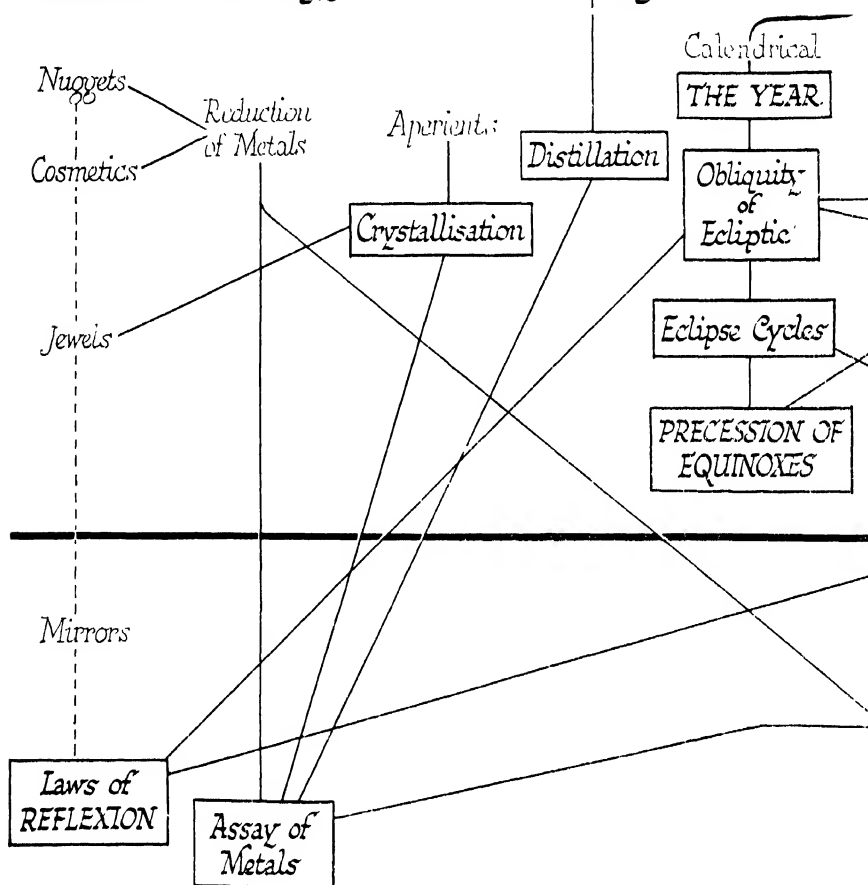 Calendrical
Nuggets
THE YEAR.
Reduction
of Metals
Aperients
Distillation
Cosmetics
Obliquity
of
Ecliptic
Crystallisation
Jewels
Eclipse Cycles
PRECESSION OF
EQUINOXES
Mirrors
Laws of
REFLEXION
Assay of
Metals